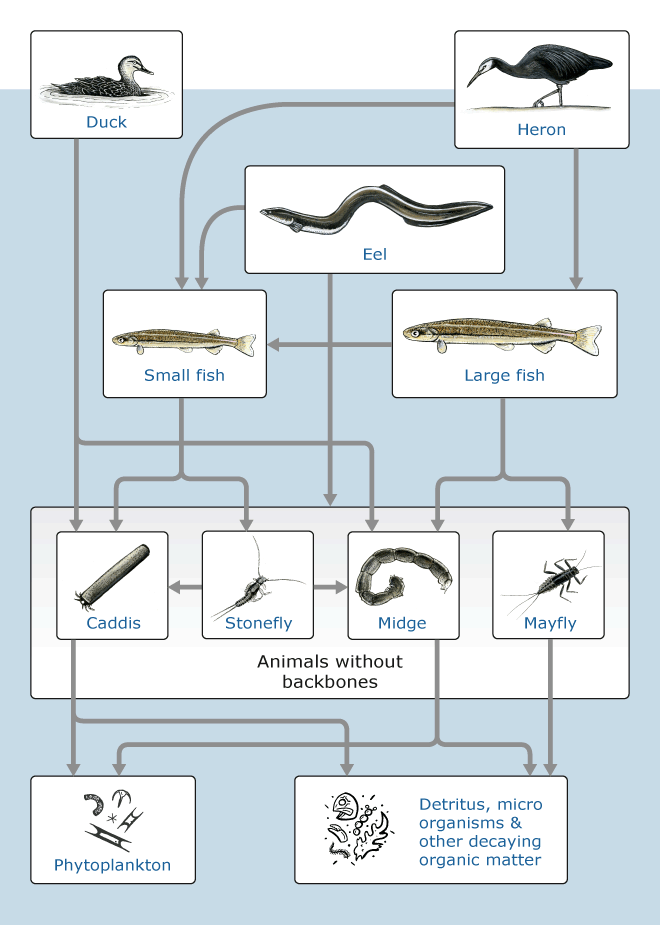 Duck
Heron
Eel
Small fish
Large fish
Caddis
Stonefly
Midge
Mayfly
Animals without
backbones
Phytoplankton
Detritus, micro
organisms &
other decaying
organic matter